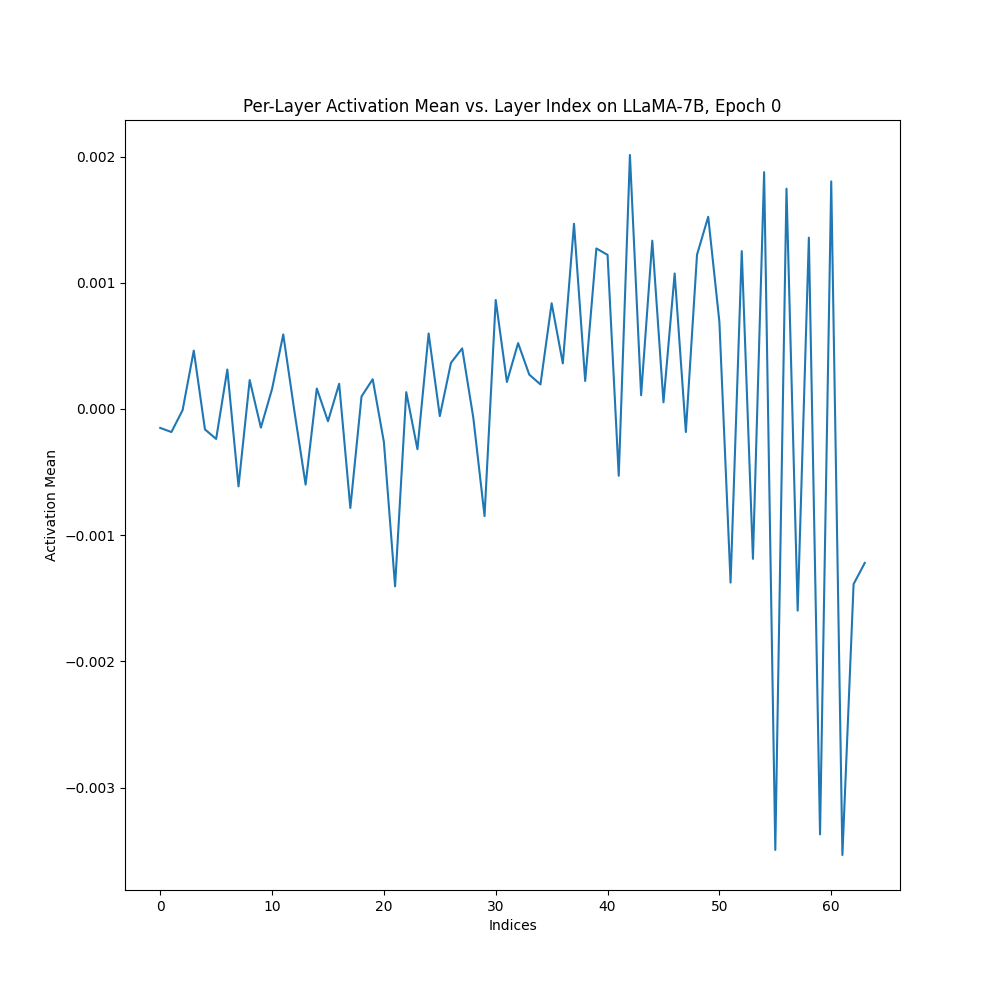 Per-Layer Activation Mean vs. Layer Index on LLaMA-7B, Epoch 0
0.002
0.001
0.000
−0.001
−0.002
−0.003
Activation Mean
0 10 20 30 40 50 60
Indices